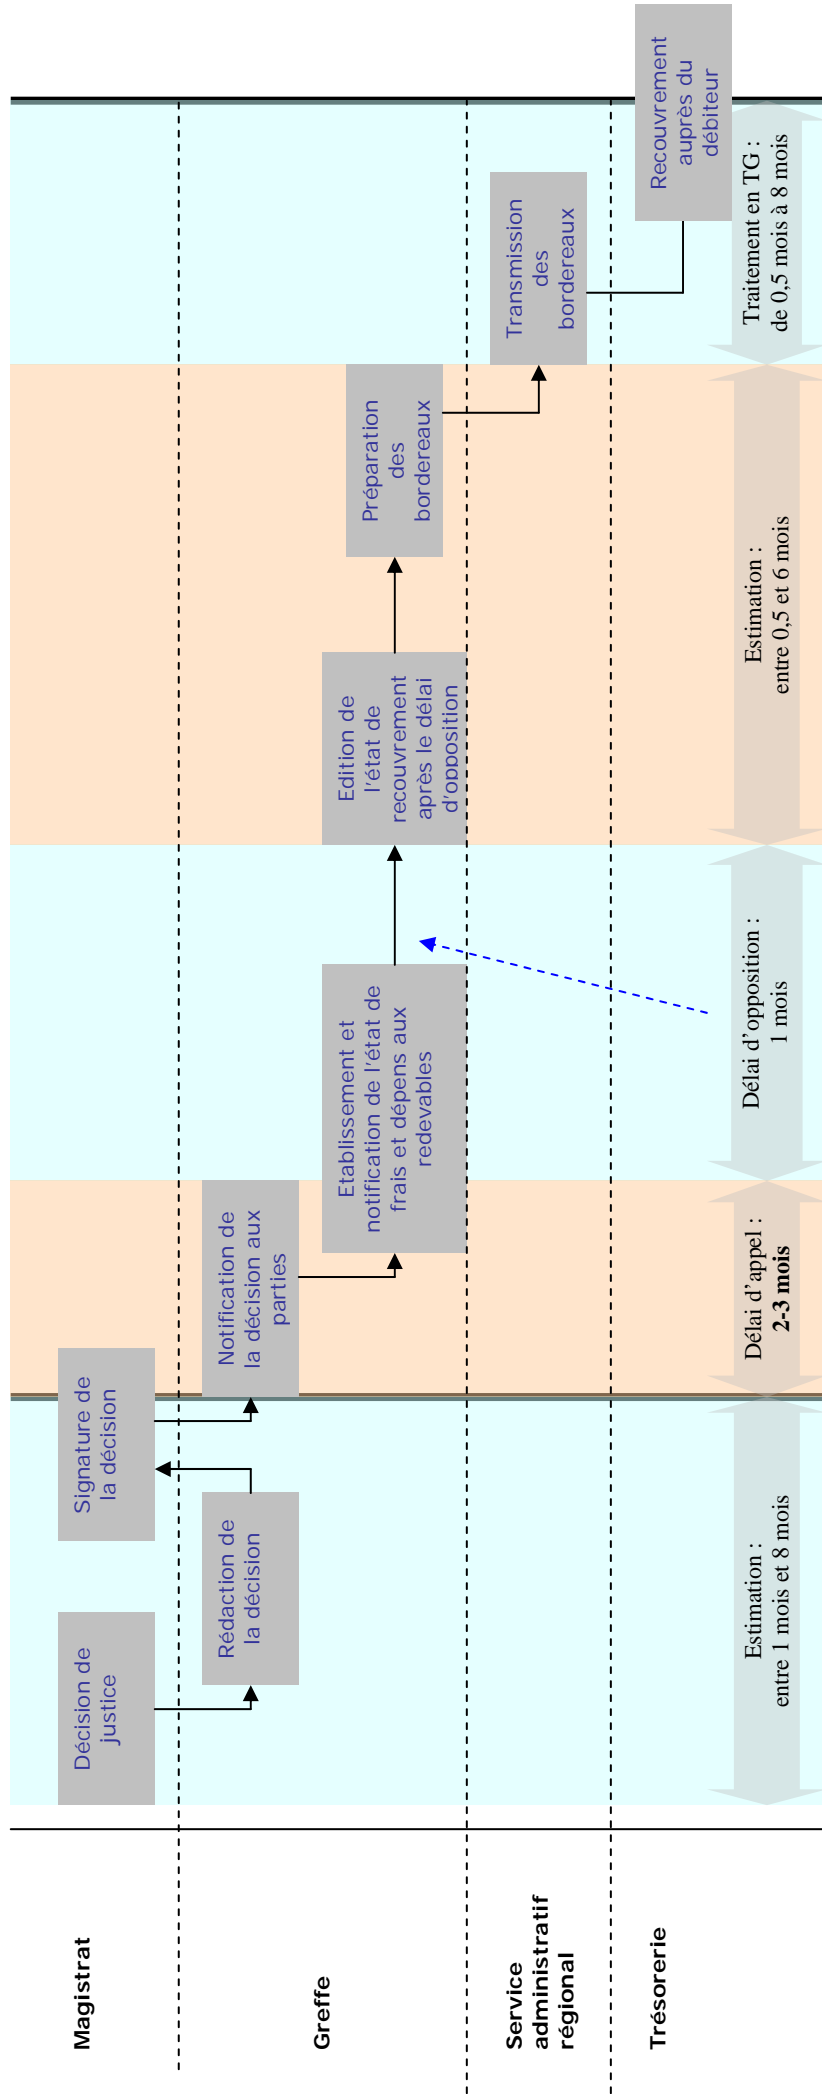 Magistrat
Décision de
justice
Signature de
la décision
Greffe
Rédaction de
la décision
Notification de
la décision aux
parties
Etablissement et
notification de l'état de
frais et dépens aux
redevables
Edition de
l'état de
recouvrement
après le délai
d'opposition
Préparation
des
bordereaux
Service
administratif
régional
Transmission
des
bordereaux
Trésorerie
Recouvrement
auprès du
débiteur
Estimation :
entre 1 mois et 8 mois
Délai d'appel :
2-3 mois
Délai d'opposition :
1 mois
Estimation :
entre 0,5 et 6 mois
Traitement en TG :
de 0,5 mois à 8 mois